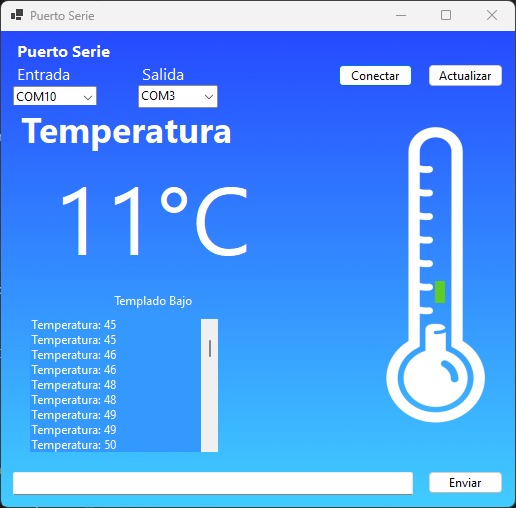 Puerto Serie
Puerto Serie
Entrada
Salida
COM10
COM3
Conectar
Actualizar
Temperatura
11°C
Templado Bajo
Temperatura: 45
Temperatura: 45
Temperatura: 46
Temperatura: 46
Temperatura: 48
Temperatura: 48
Temperatura: 49
Temperatura: 49
Temperatura: 50
Enviar